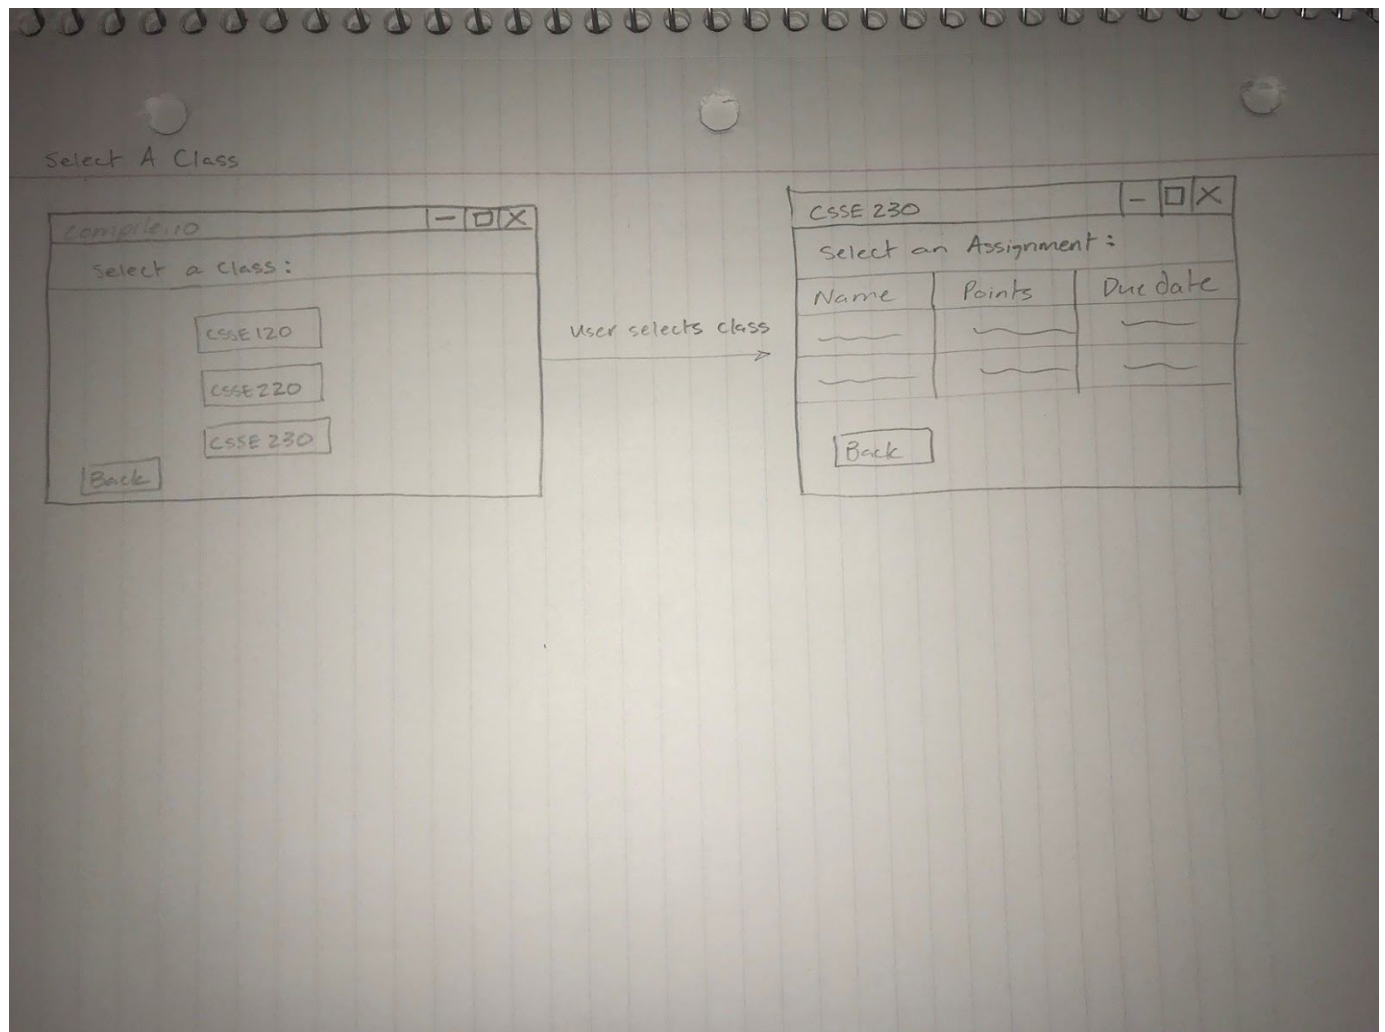 Select A Class
compile.io
Select a Class:
CSSE 120
CSSE 220
CSSE 230
Back
User selects class
CSSE 230
Select an Assignment:
Name Points Due date
Back